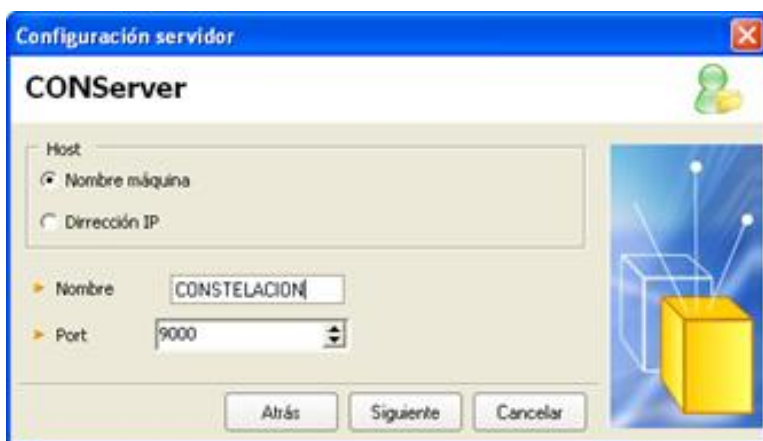 Configuración servidor
CONServer
Host
Nombre máquina
Dirrección IP
Nombre CONSTELACION
Port 9000
Atrás Siguiente Cancelar